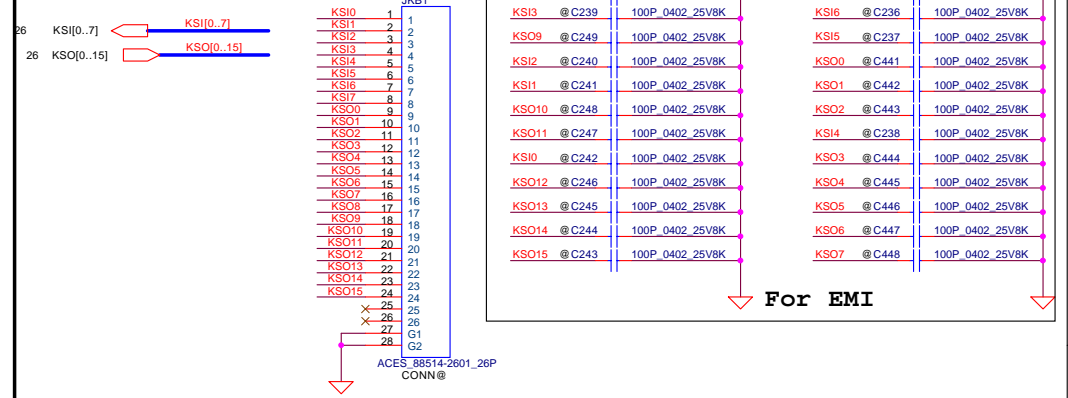 JKB1
26 KSI[0..7] KSI[0..7]
26 KSO[0..15] KSO[0..15]
KSI0 1 1
KSI1 2 2
KSI2 3 3
KSI3 4 4
KSI4 5 5
KSI5 6 6
KSI6 7 7
KSI7 8 8
KSO0 9 9
KSO1 10 10
KSO2 11 11
KSO3 12 12
KSO4 13 13
KSO5 14 14
KSO6 15 15
KSO7 16 16
KSO8 17 17
KSO9 18 18
KSO10 19 19
KSO11 20 20
KSO12 21 21
KSO13 22 22
KSO14 23 23
KSO15 24 24
25 25
26 26
27 G1
28 G2
ACES_88514-2601_26P
CONN@
KSI3 @C239 100P_0402_25V8K
KSO9 @C249 100P_0402_25V8K
KSI2 @C240 100P_0402_25V8K
KSI1 @C241 100P_0402_25V8K
KSO10 @C248 100P_0402_25V8K
KSO11 @C247 100P_0402_25V8K
KSI0 @C242 100P_0402_25V8K
KSO12 @C246 100P_0402_25V8K
KSO13 @C245 100P_0402_25V8K
KSO14 @C244 100P_0402_25V8K
KSO15 @C243 100P_0402_25V8K
KSI6 @C236 100P_0402_25V8K
KSI5 @C237 100P_0402_25V8K
KSO0 @C441 100P_0402_25V8K
KSO1 @C442 100P_0402_25V8K
KSO2 @C443 100P_0402_25V8K
KSI4 @C238 100P_0402_25V8K
KSO3 @C444 100P_0402_25V8K
KSO4 @C445 100P_0402_25V8K
KSO5 @C446 100P_0402_25V8K
KSO6 @C447 100P_0402_25V8K
KSO7 @C448 100P_0402_25V8K
For EMI